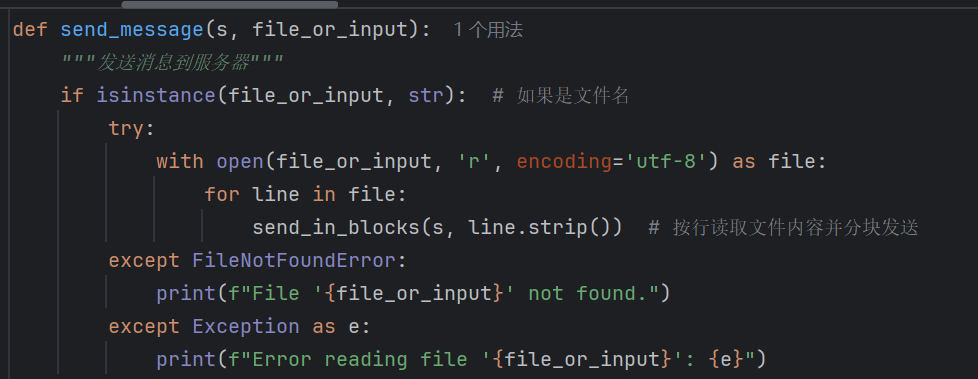 def send_message(s, file_or_input):  1个用法
    """发送消息到服务器"""
    if isinstance(file_or_input, str):  # 如果是文件名
        try:
            with open(file_or_input, 'r', encoding='utf-8') as file:
                for line in file:
                    send_in_blocks(s, line.strip())  # 按行读取文件内容并分块发送
        except FileNotFoundError:
            print(f"File '{file_or_input}' not found.")
        except Exception as e:
            print(f"Error reading file '{file_or_input}': {e}")